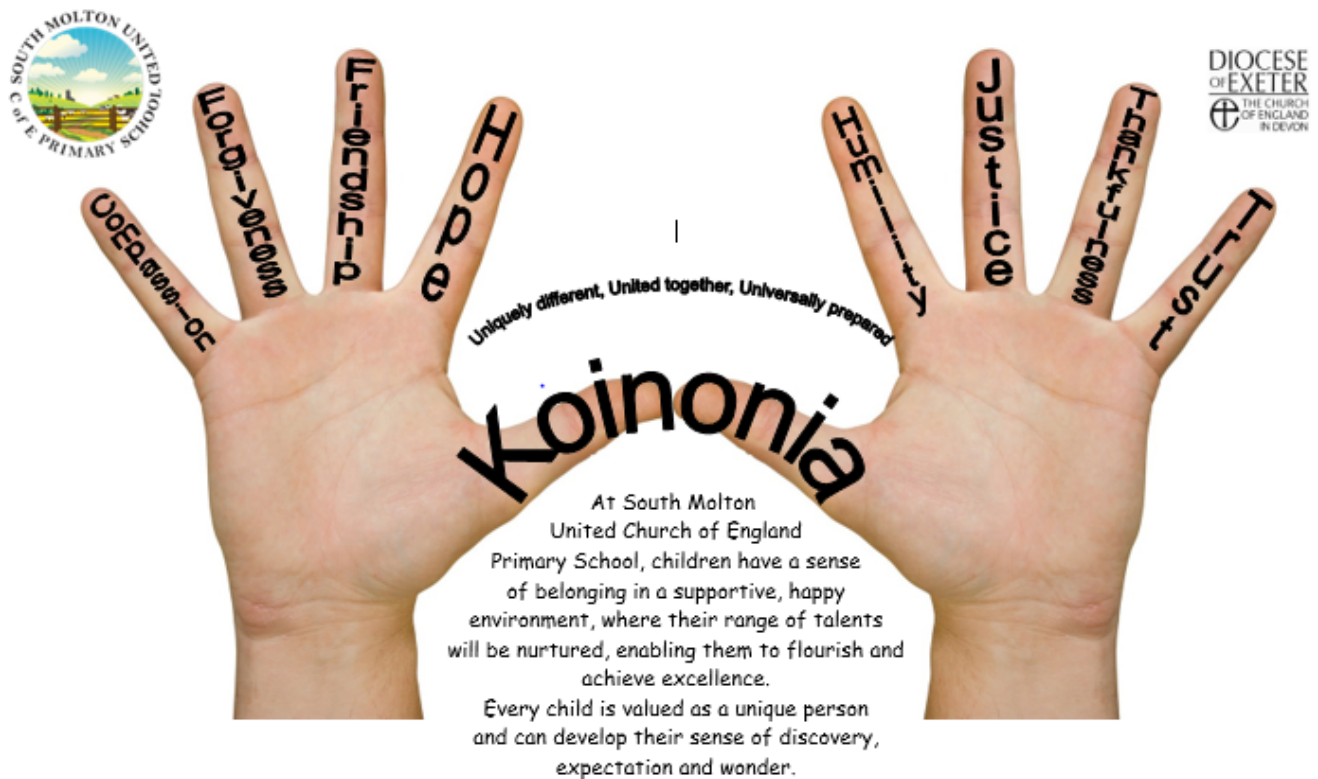 SOUTH MOLTON UNITED
C of E PRIMARY SCHOOL
DIOCESE
OF EXETER
THE CHURCH
OF ENGLAND
IN DEVON
Compassion
Forgiveness
Friendship
Hope
Humility
Justice
Thankfulness
Trust
Uniquely different, United together, Universally prepared
Koinonia
At South Molton
United Church of England
Primary School, children have a sense
of belonging in a supportive, happy
environment, where their range of talents
will be nurtured, enabling them to flourish and
achieve excellence.
Every child is valued as a unique person
and can develop their sense of discovery,
expectation and wonder.